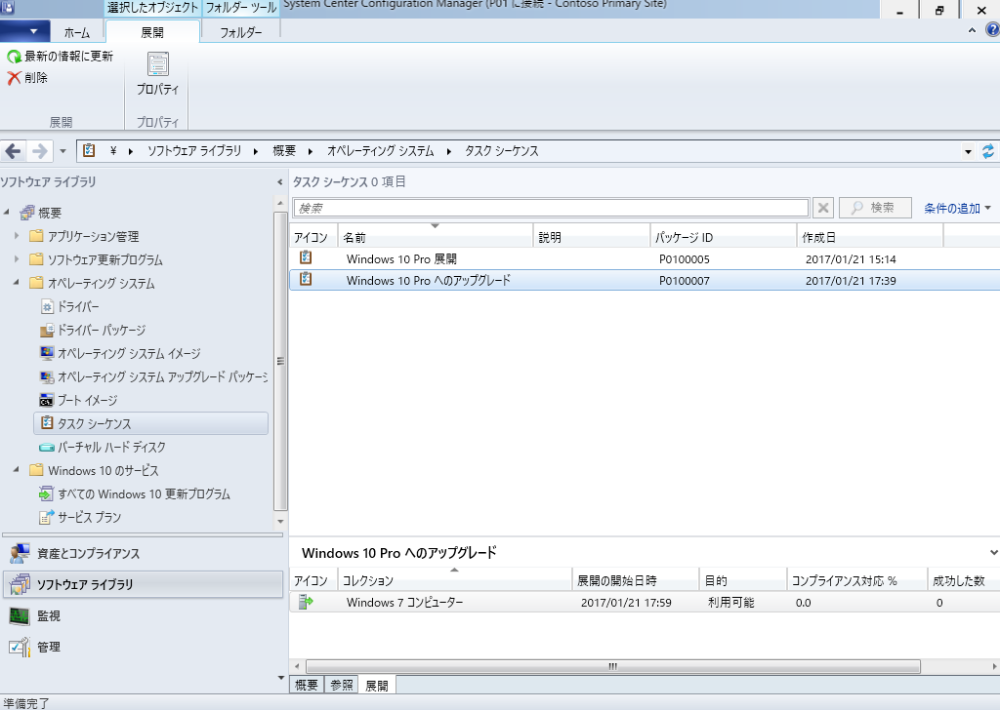 選択したオブジェクト フォルダー ツール System Center Configuration Manager (P01 に接続 - Contoso Primary Site)
ホーム 展開 フォルダー
最新の情報に更新
削除
プロパティ
展開 プロパティ
¥ ソフトウェア ライブラリ 概要 オペレーティング システム タスク シーケンス
ソフトウェア ライブラリ
概要
アプリケーション管理
ソフトウェア更新プログラム
オペレーティング システム
ドライバー
ドライバー パッケージ
オペレーティング システム イメージ
オペレーティング システム アップグレード パッケージ
ブート イメージ
タスク シーケンス
バーチャル ハード ディスク
Windows 10 のサービス
すべての Windows 10 更新プログラム
サービス プラン
資産とコンプライアンス
ソフトウェア ライブラリ
監視
管理
タスク シーケンス 0 項目
検索 検索 条件の追加
アイコン 名前 説明 パッケージ ID 作成日
Windows 10 Pro 展開 P0100005 2017/01/21 15:14
Windows 10 Pro へのアップグレード P0100007 2017/01/21 17:39
Windows 10 Pro へのアップグレード
アイコン コレクション 展開の開始日時 目的 コンプライアンス対応 % 成功した数
Windows 7 コンピューター 2017/01/21 17:59 利用可能 0.0 0
概要 参照 展開
準備完了